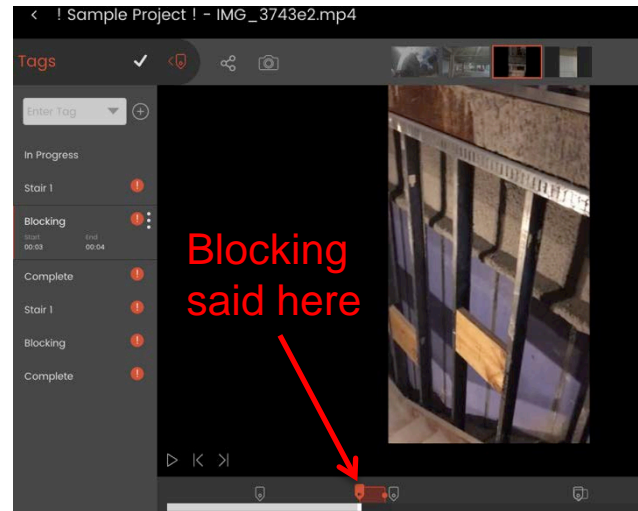 < ! Sample Project ! - IMG_3743e2.mp4
Tags
Enter Tag
In Progress
Stair 1
Blocking
Start End
00:03 00:04
Complete
Stair 1
Blocking
Complete
Blocking
said here